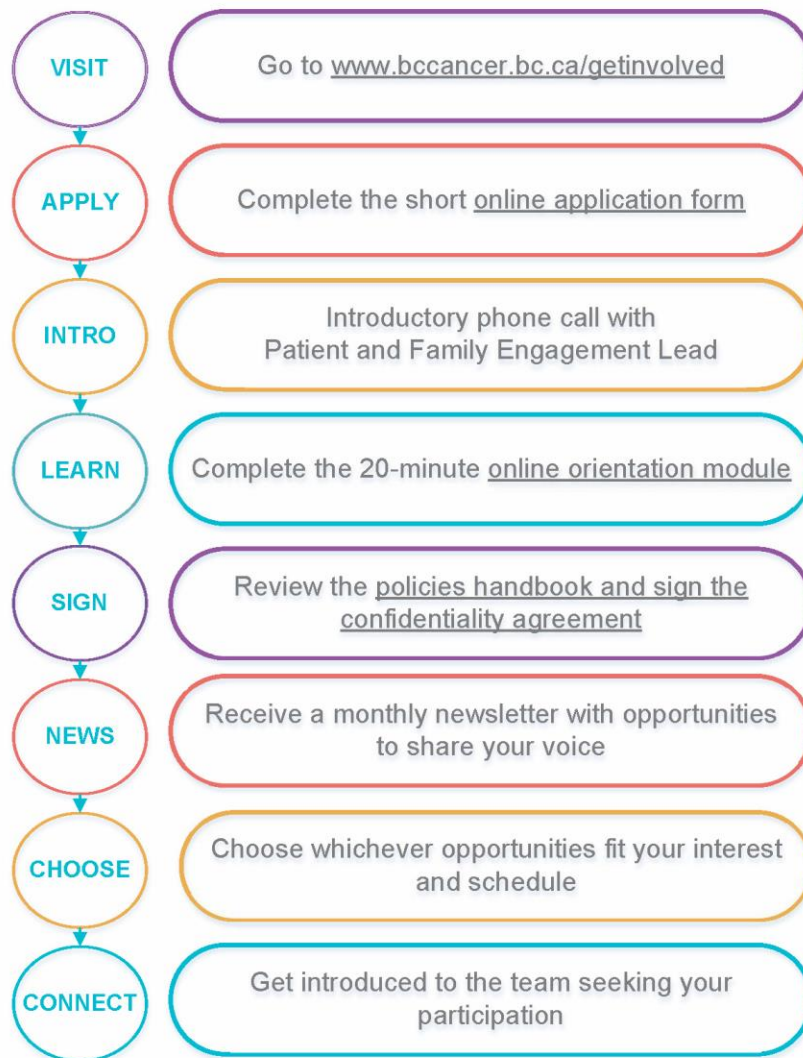 VISIT
Go to www.bccancer.bc.ca/getinvolved
APPLY
Complete the short online application form
INTRO
Introductory phone call with
Patient and Family Engagement Lead
LEARN
Complete the 20-minute online orientation module
SIGN
Review the policies handbook and sign the
confidentiality agreement
NEWS
Receive a monthly newsletter with opportunities
to share your voice
CHOOSE
Choose whichever opportunities fit your interest
and schedule
CONNECT
Get introduced to the team seeking your
participation